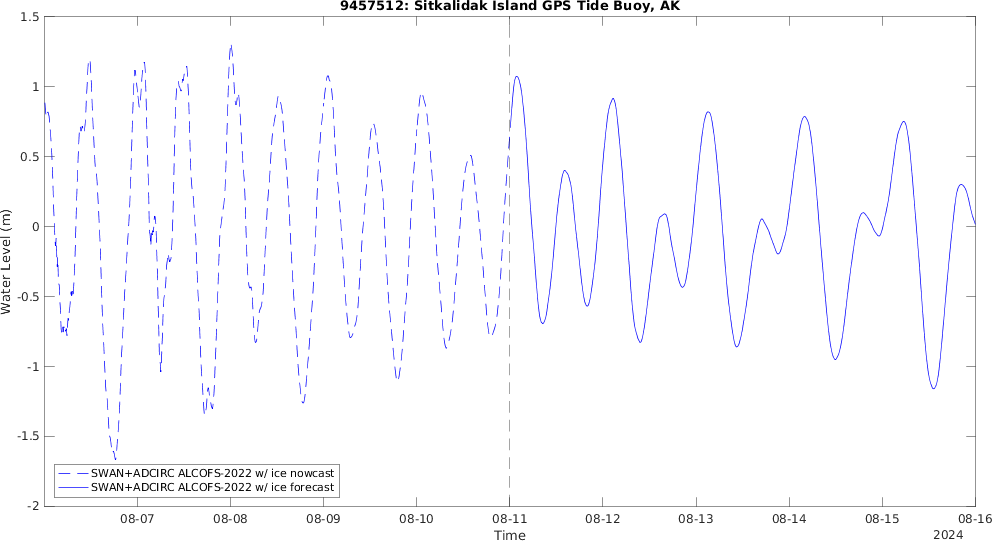 9457512: Sitkalidak Island GPS Tide Buoy, AK
1.5
1
0.5
0
-0.5
-1
-1.5
-2
Water Level (m)
SWAN+ADCIRC ALCOFS-2022 w/ ice nowcast
SWAN+ADCIRC ALCOFS-2022 w/ ice forecast
08-07 08-08 08-09 08-10 08-11 08-12 08-13 08-14 08-15 08-16
Time
2024